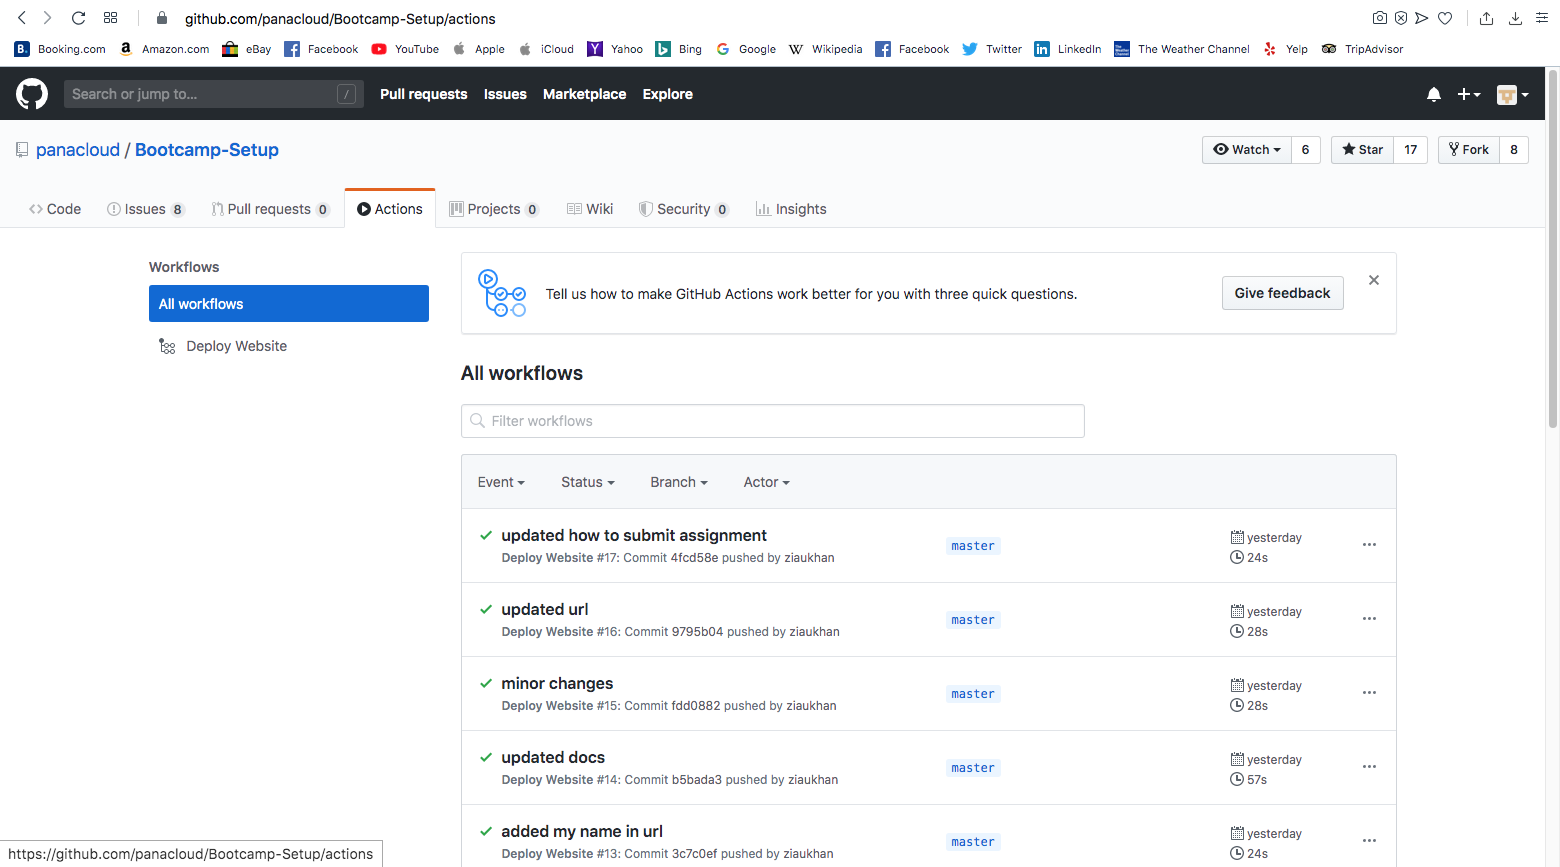 github.com/panacloud/Bootcamp-Setup/actions
B. Booking.com a Amazon.com eBay Facebook YouTube Apple iCloud Yahoo Bing Google Wikipedia Facebook Twitter LinkedIn The Weather Channel Yelp TripAdvisor
Search or jump to... / Pull requests Issues Marketplace Explore
panacloud / Bootcamp-Setup Watch 6 Star 17 Fork 8
Code Issues 8 Pull requests 0 Actions Projects 0 Wiki Security 0 Insights
Workflows
All workflows
Deploy Website
Tell us how to make GitHub Actions work better for you with three quick questions. Give feedback
All workflows
Filter workflows
Event Status Branch Actor
updated how to submit assignment
Deploy Website #17: Commit 4fcd58e pushed by ziaukhan
master
yesterday
24s
updated url
Deploy Website #16: Commit 9795b04 pushed by ziaukhan
master
yesterday
28s
minor changes
Deploy Website #15: Commit fdd0882 pushed by ziaukhan
master
yesterday
28s
updated docs
Deploy Website #14: Commit b5bada3 pushed by ziaukhan
master
yesterday
57s
added my name in url
Deploy Website #13: Commit 3c7c0ef pushed by ziaukhan
master
yesterday
24s
https://github.com/panacloud/Bootcamp-Setup/actions